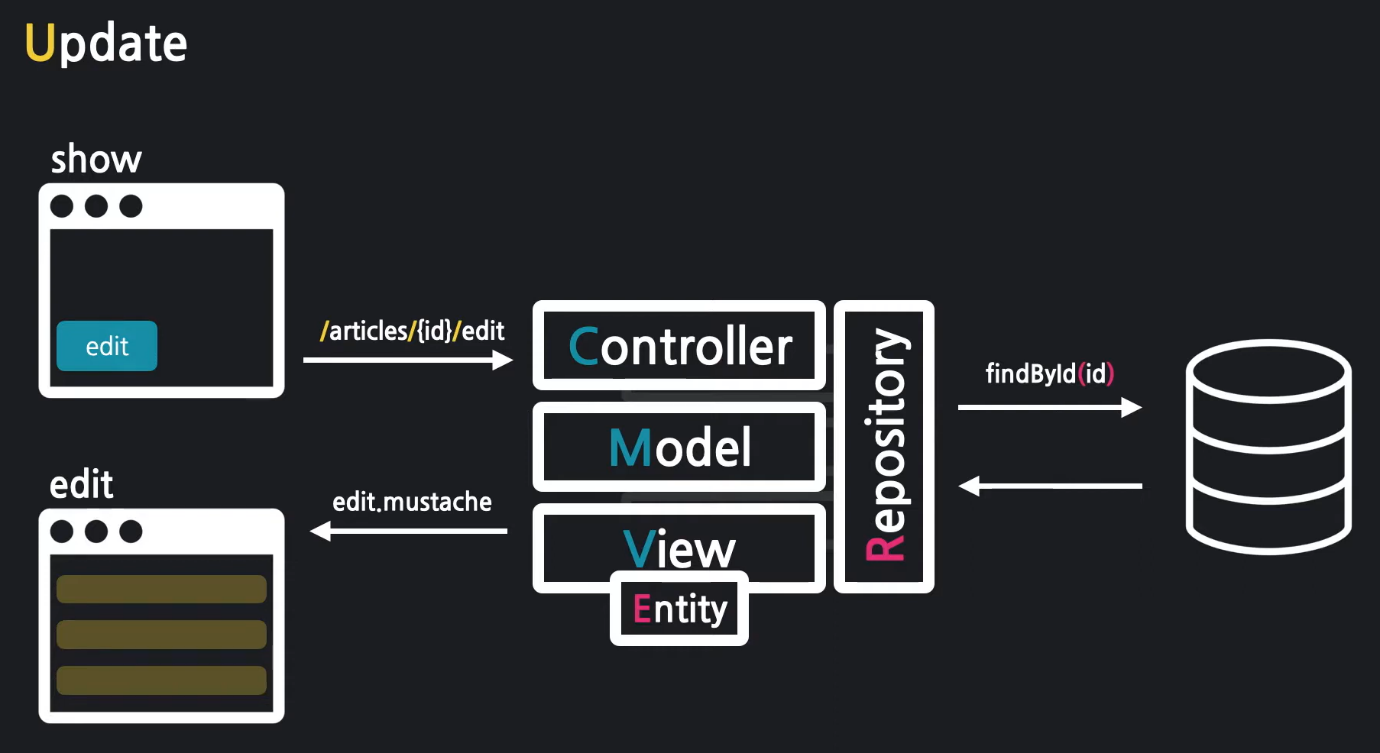 Update
show
edit
/articles/{id}/edit
Controller
Model
View
Entity
Repository
findById(id)
edit
edit.mustache